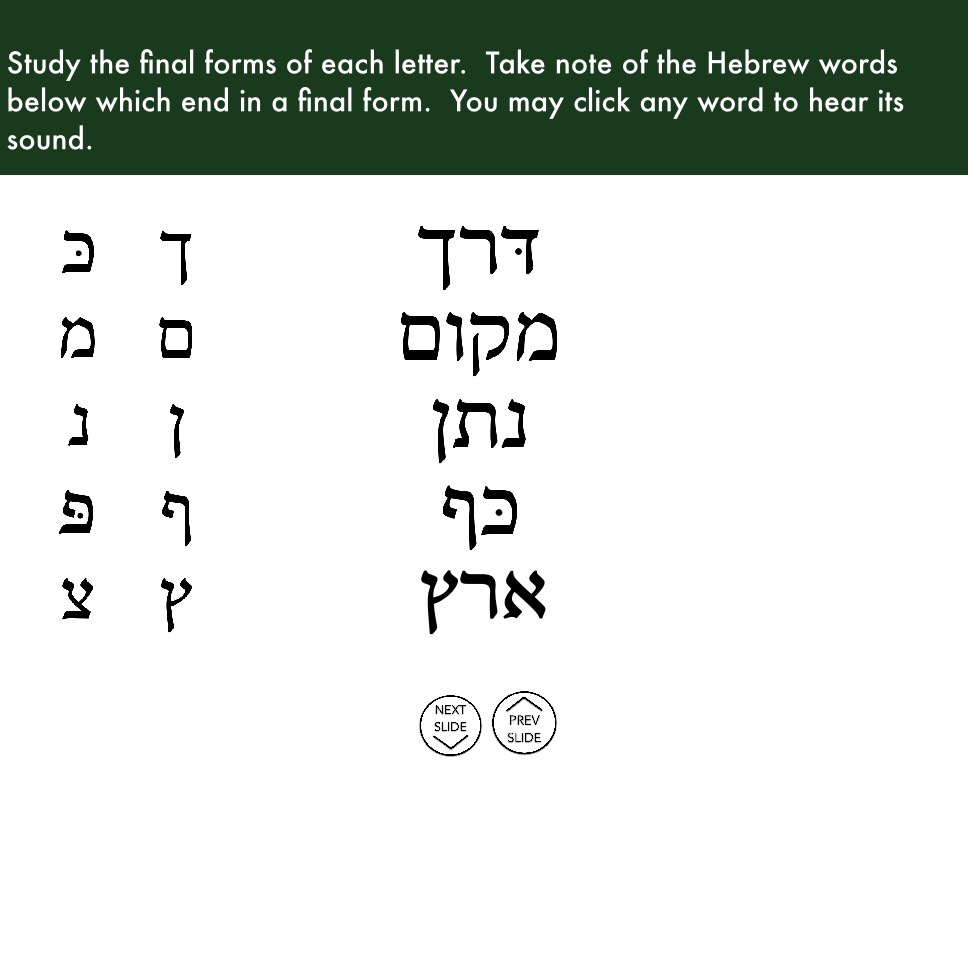 Study the final forms of each letter.  Take note of the Hebrew words
below which end in a final form.  You may click any word to hear its
sound.
כּ ך דּרך
מ ם מקום
נ ן נתן
פּ ף כּף
צ ץ ארץ
NEXT
SLIDE
PREV
SLIDE